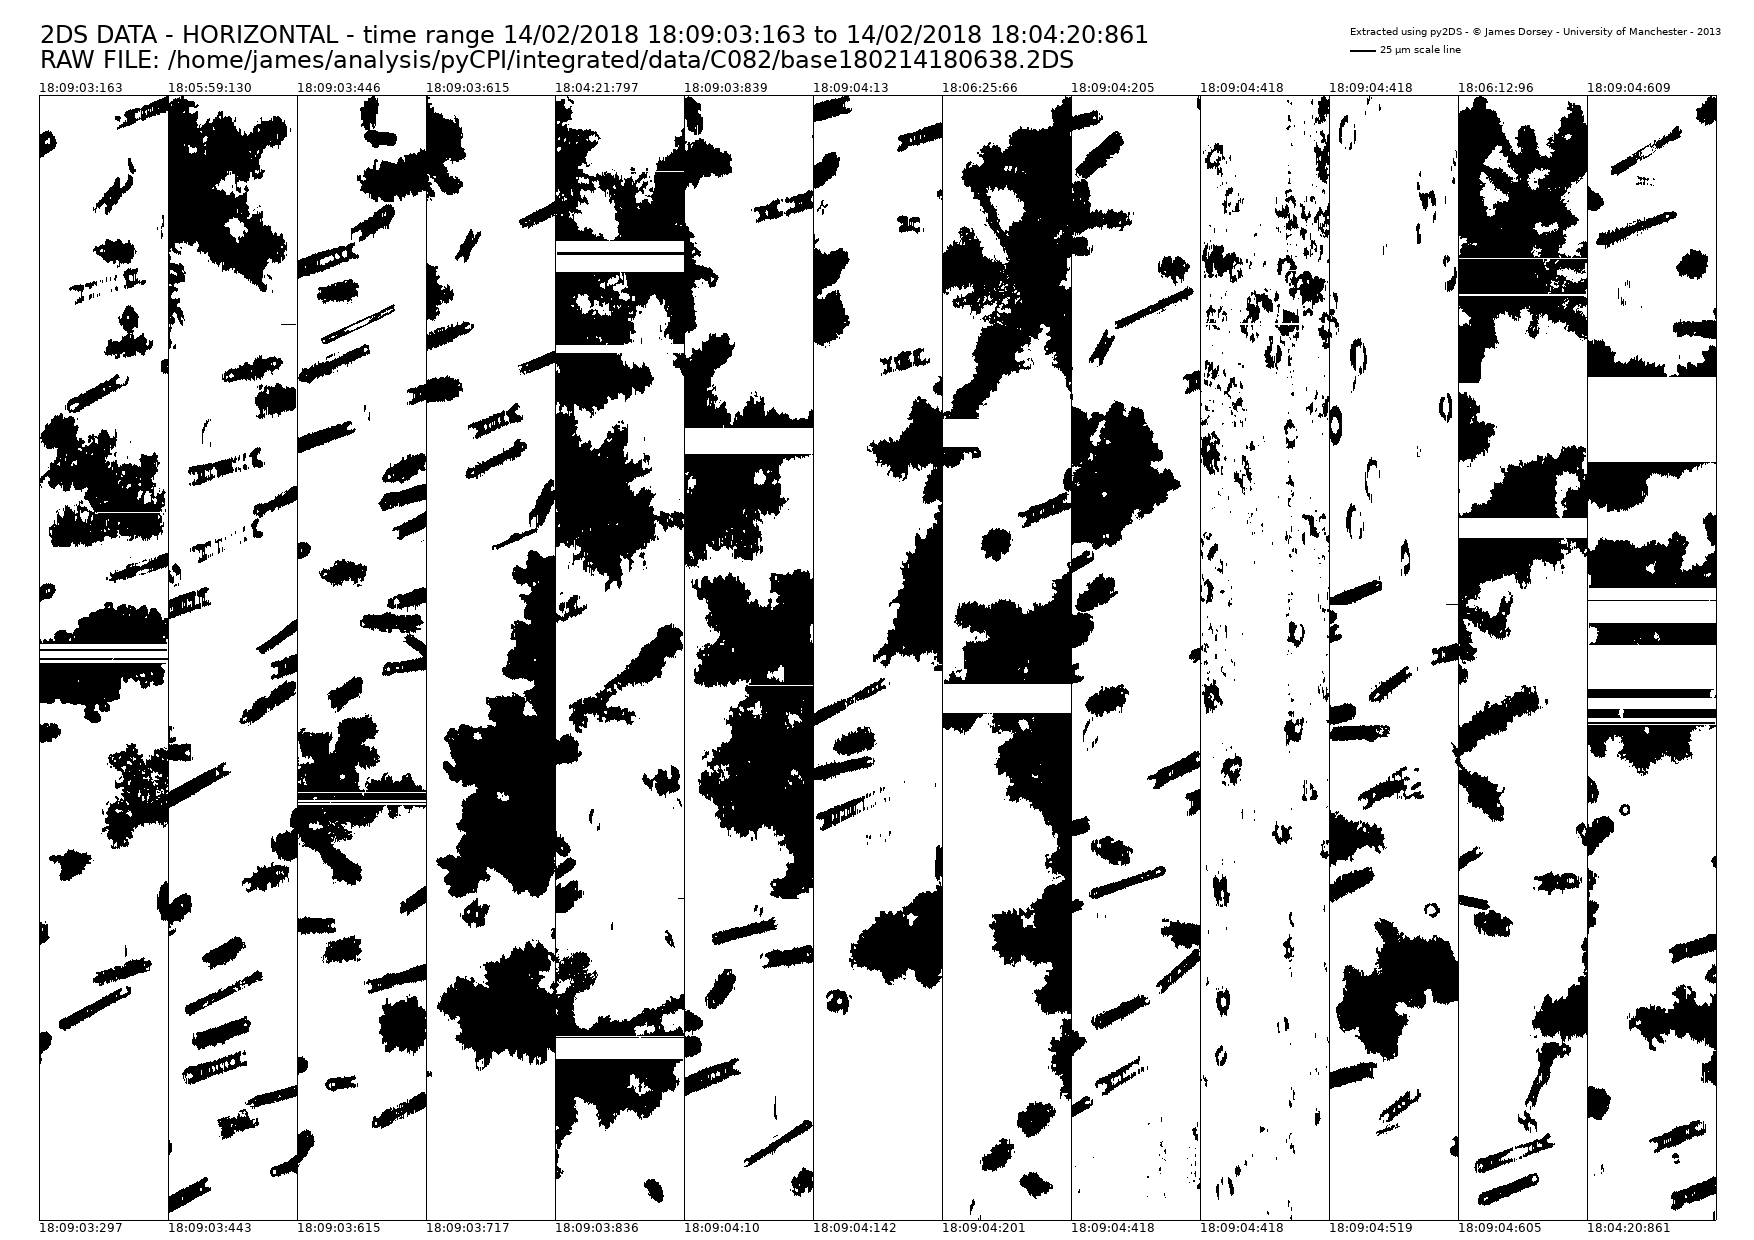 2DS DATA - HORIZONTAL - time range 14/02/2018 18:09:03:163 to 14/02/2018 18:04:20:861
RAW FILE: /home/james/analysis/pyCPI/integrated/data/C082/base180214180638.2DS
Extracted using py2DS - © James Dorsey - University of Manchester - 2013
25 µm scale line
18:09:03:163 18:05:59:130 18:09:03:446 18:09:03:615 18:04:21:797 18:09:03:839 18:09:04:13 18:06:25:66 18:09:04:205 18:09:04:418 18:09:04:418 18:06:12:96 18:09:04:609
18:09:03:297 18:09:03:443 18:09:03:615 18:09:03:717 18:09:03:836 18:09:04:10 18:09:04:142 18:09:04:201 18:09:04:418 18:09:04:418 18:09:04:519 18:09:04:605 18:04:20:861